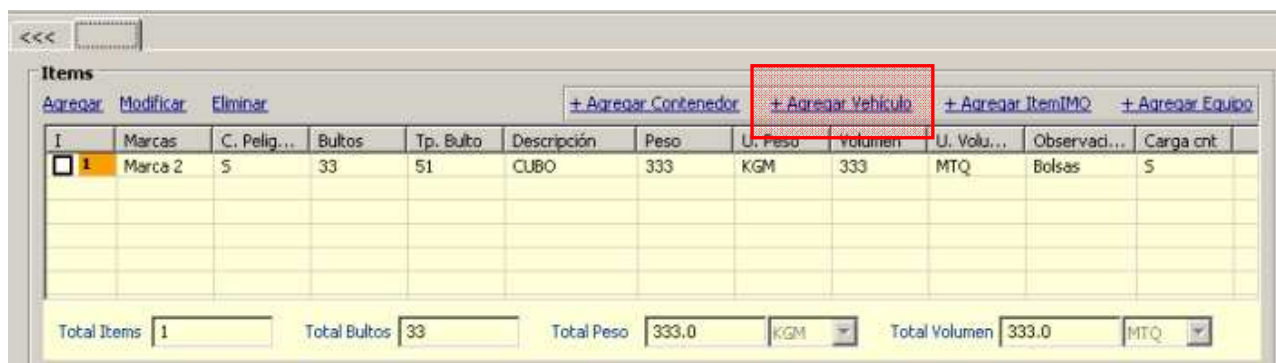 <<<
Items
Agregar Modificar Eliminar + Agregar Contenedor + Agregar Vehículo + Agregar ItemIMO + Agregar Equipo
I Marcas C. Pelig... Bultos Tp. Bulto Descripción Peso U. Peso Volumen U. Volu... Observaci... Carga cnt
1 Marca 2 S 33 51 CUBO 333 KGM 333 MTQ Bolsas S
Total Items 1 Total Bultos 33 Total Peso 333.0 KGM Total Volumen 333.0 MTQ